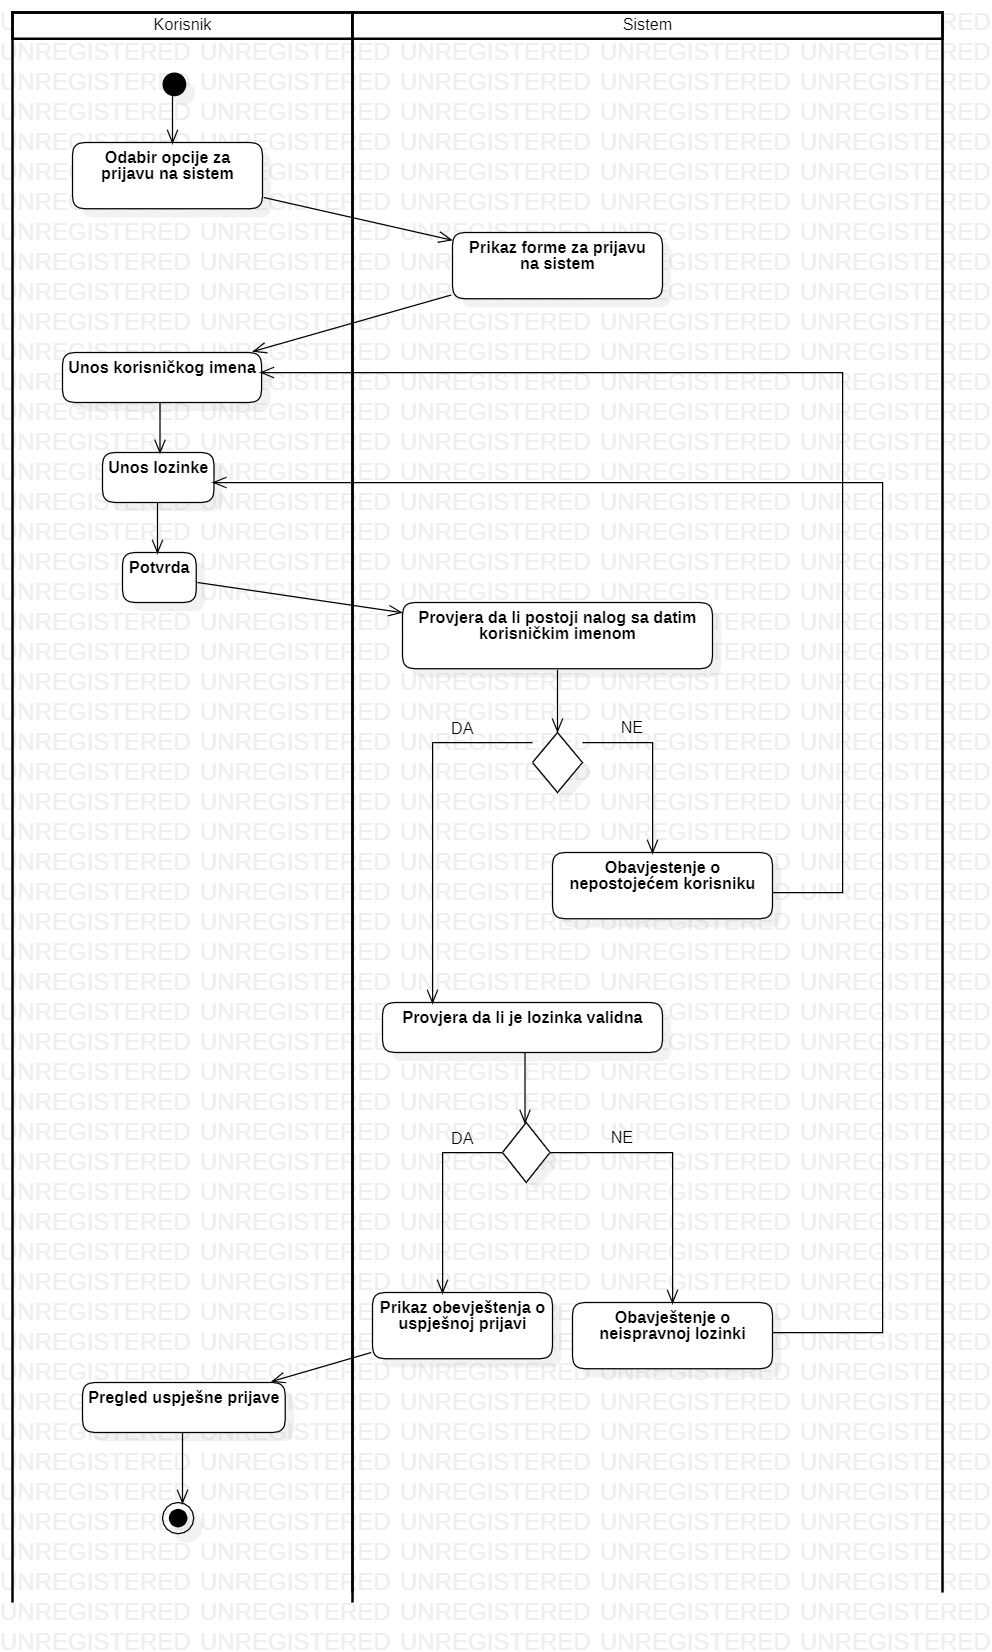 Korisnik
Sistem
Odabir opcije za
prijavu na sistem
Prikaz forme za prijavu
na sistem
Unos korisničkog imena
Unos lozinke
Potvrda
Provjera da li postoji nalog sa datim
korisničkim imenom
DA
NE
Obavjestenje o
nepostojećem korisniku
Provjera da li je lozinka validna
DA
NE
Prikaz obevještenja o
uspješnoj prijavi
Obavještenje o
neispravnoj lozinki
Pregled uspješne prijave
UNREGISTERED